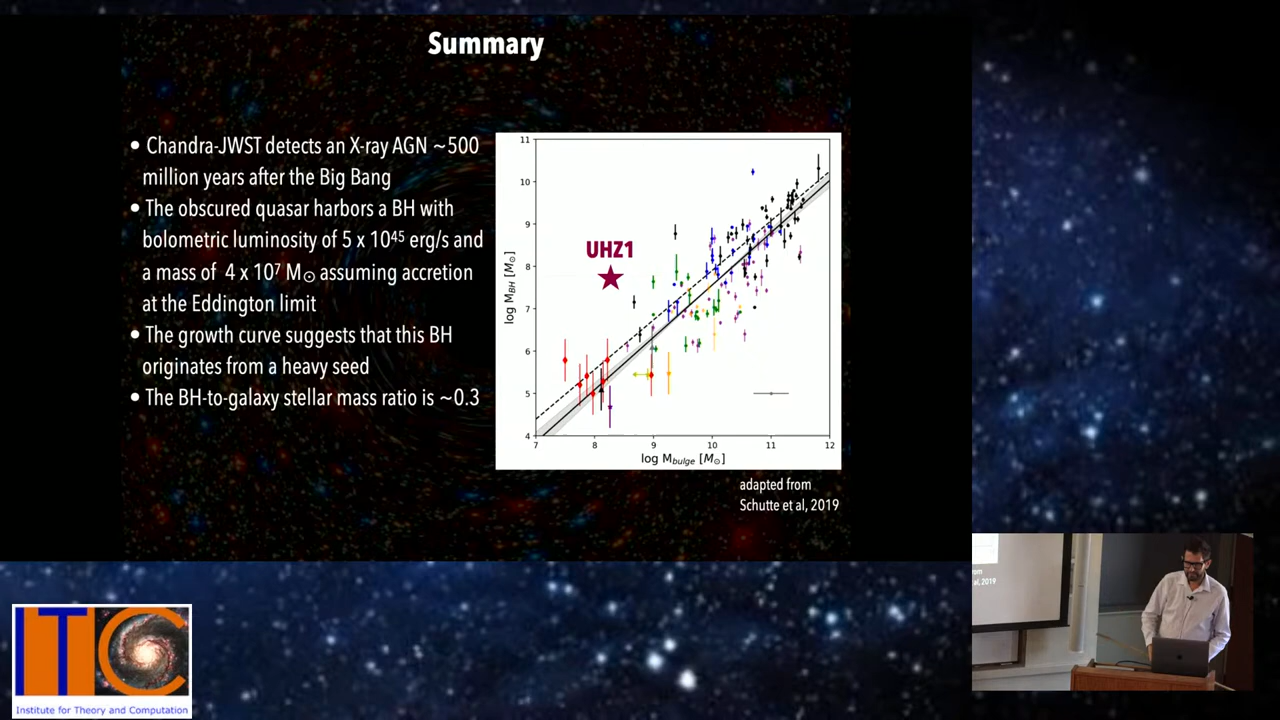 Summary
• Chandra-JWST detects an X-ray AGN ~500
million years after the Big Bang
• The obscured quasar harbors a BH with
bolometric luminosity of 5 x 10⁴⁵ erg/s and
a mass of 4 x 10⁷ M☉ assuming accretion
at the Eddington limit
• The growth curve suggests that this BH
originates from a heavy seed
• The BH-to-galaxy stellar mass ratio is ~0.3
11
10
9
8
7
6
5
4
log M_BH [M☉]
UHZ1
7 8 9 10 11 12
log M_bulge [M☉]
adapted from
Schutte et al, 2019
rom
al, 2019
ITC
Institute for Theory and Computation